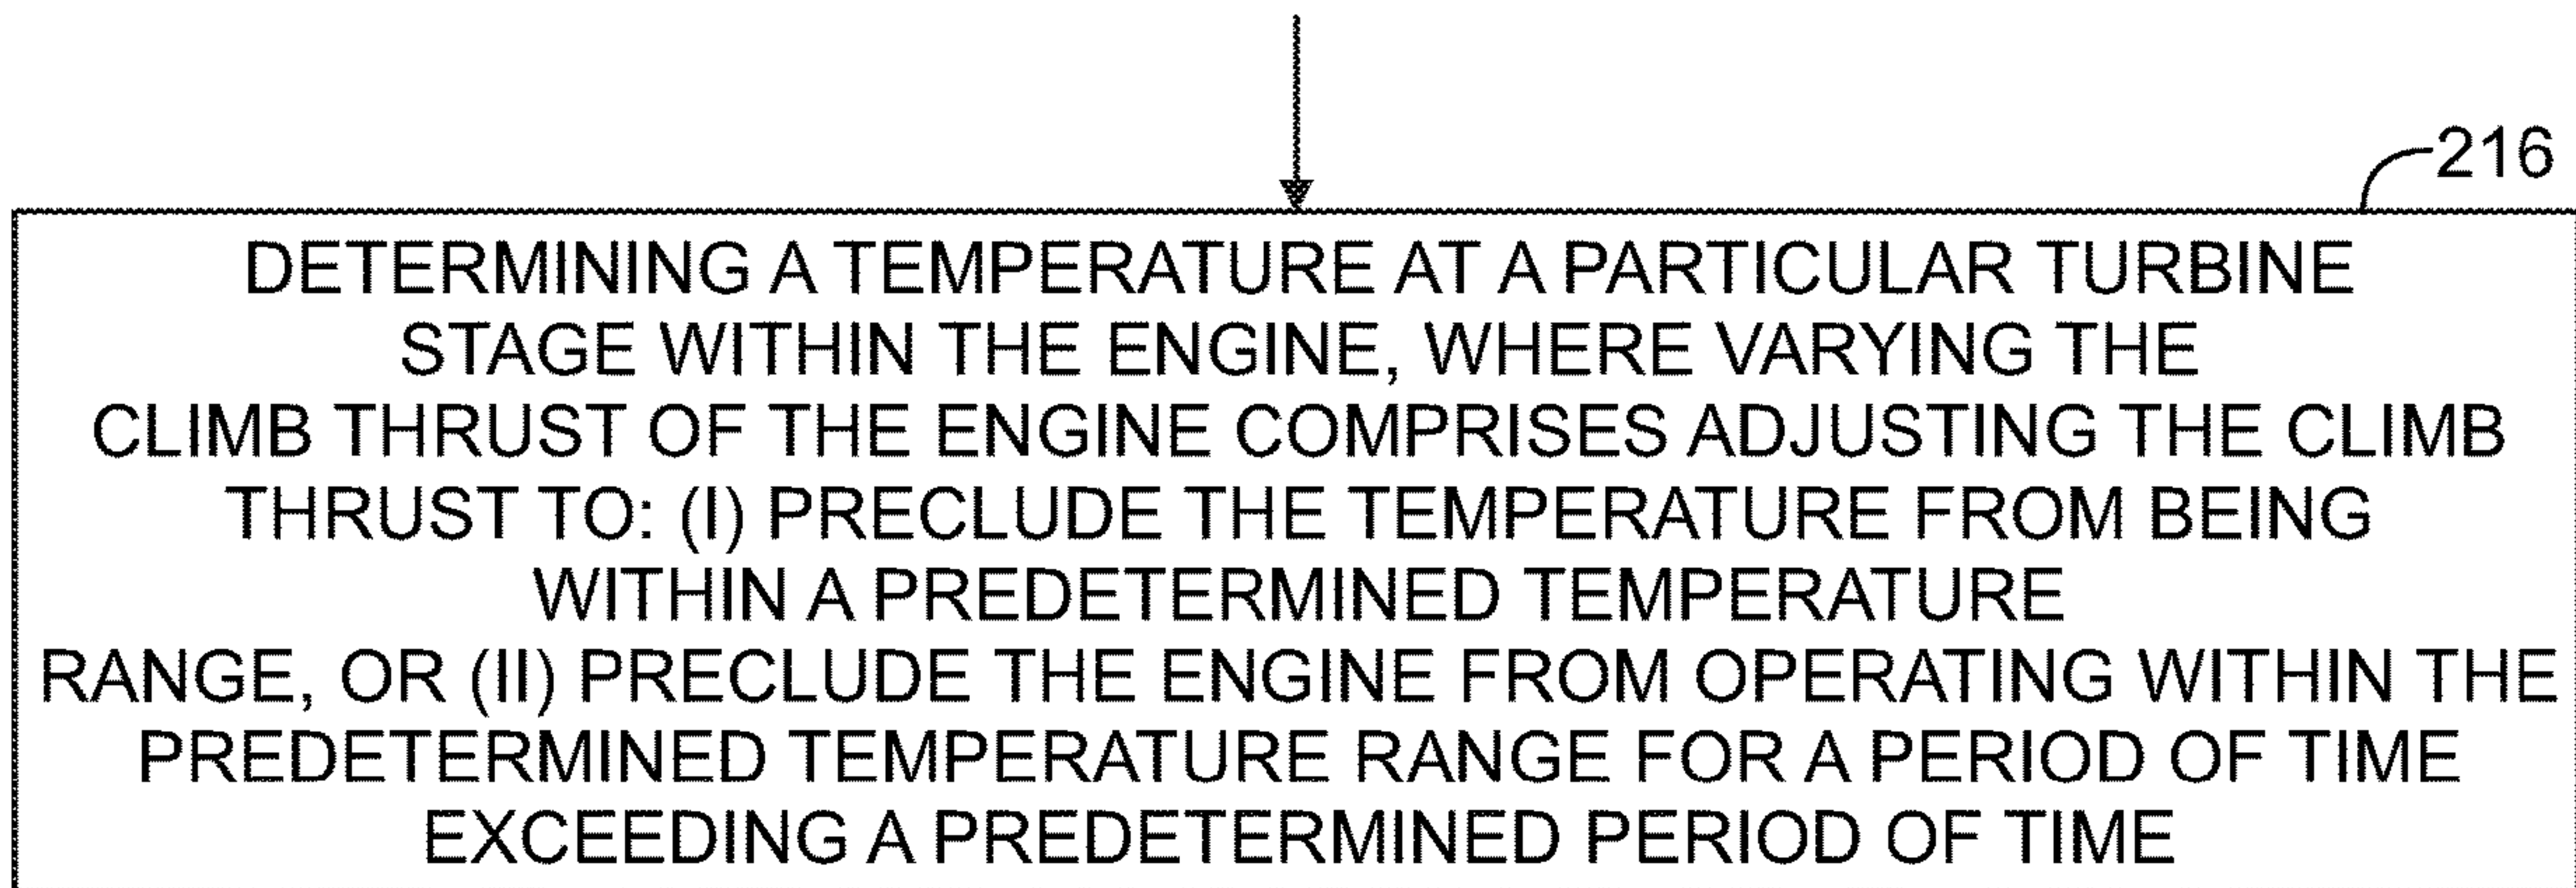 216
DETERMINING A TEMPERATURE AT A PARTICULAR TURBINE
STAGE WITHIN THE ENGINE, WHERE VARYING THE
CLIMB THRUST OF THE ENGINE COMPRISES ADJUSTING THE CLIMB
THRUST TO: (I) PRECLUDE THE TEMPERATURE FROM BEING
WITHIN A PREDETERMINED TEMPERATURE
RANGE, OR (II) PRECLUDE THE ENGINE FROM OPERATING WITHIN THE
PREDETERMINED TEMPERATURE RANGE FOR A PERIOD OF TIME
EXCEEDING A PREDETERMINED PERIOD OF TIME